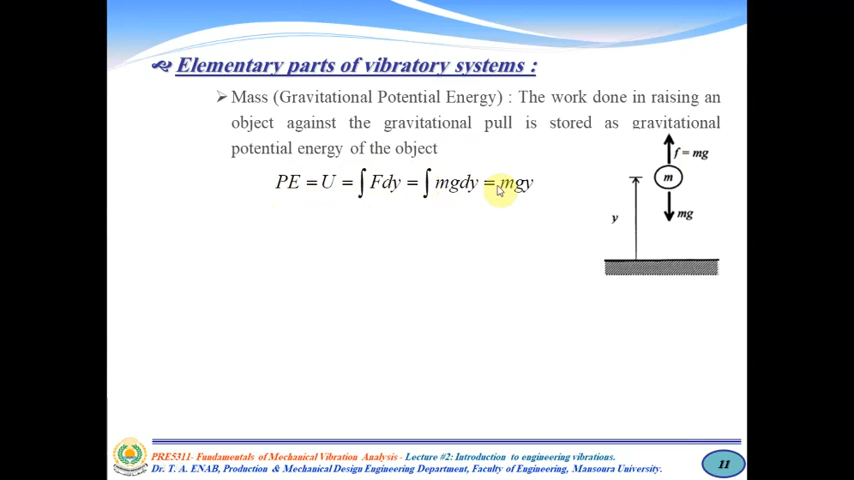 Elementary parts of vibratory systems :
➢ Mass (Gravitational Potential Energy) : The work done in raising an
object against the gravitational pull is stored as gravitational
potential energy of the object
PE = U = ∫ Fdy = ∫ mgdy = mgy
f = mg
m
mg
y
PRE5311- Fundamentals of Mechanical Vibration Analysis - Lecture #2: Introduction to engineering vibrations.
Dr. T. A. ENAB, Production & Mechanical Design Engineering Department, Faculty of Engineering, Mansoura University.
11